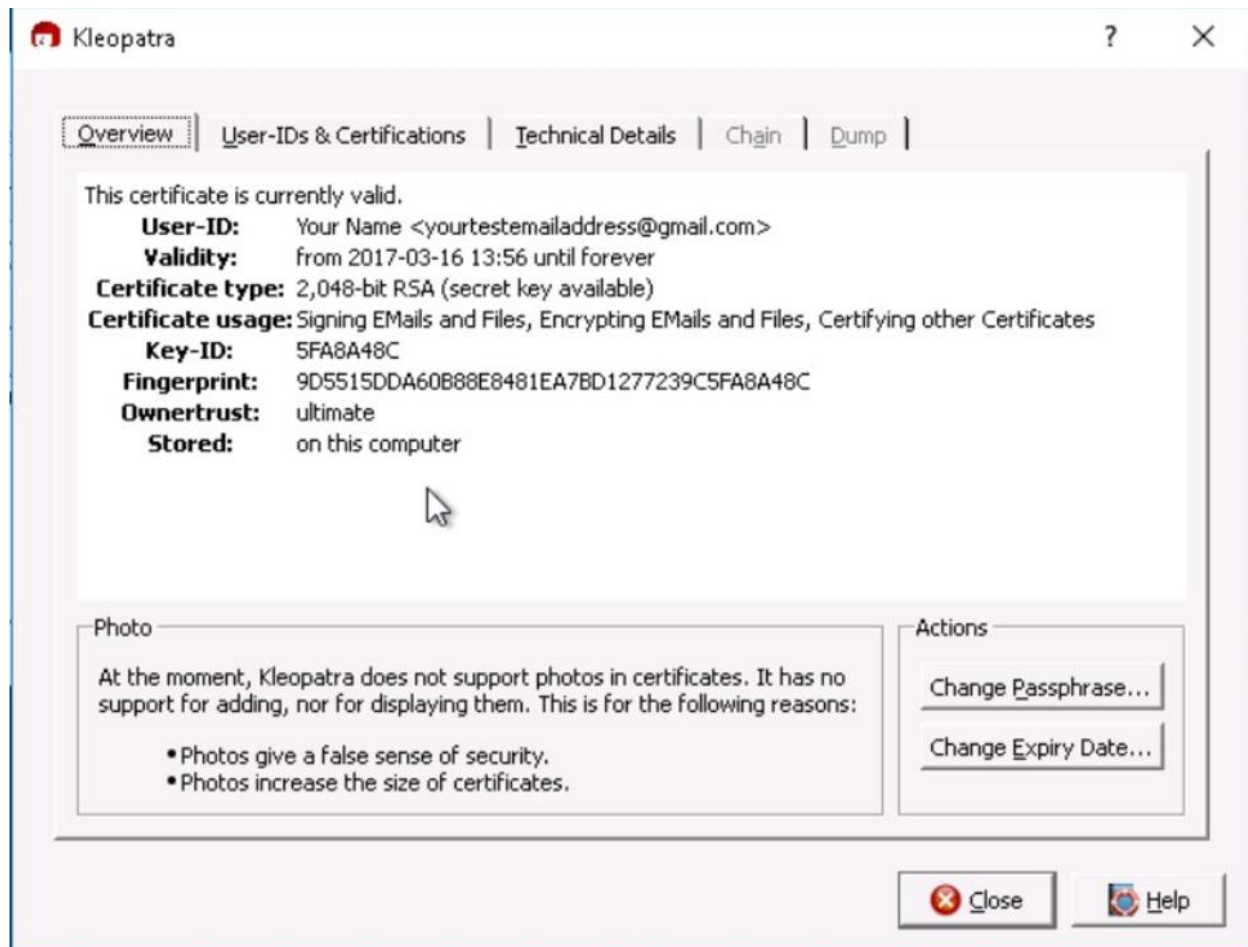 Kleopatra
?
Overview
User-IDs & Certifications
Technical Details
Chain
Dump
This certificate is currently valid.
User-ID: Your Name <yourtestemailaddress@gmail.com>
Validity: from 2017-03-16 13:56 until forever
Certificate type: 2,048-bit RSA (secret key available)
Certificate usage: Signing EMails and Files, Encrypting EMails and Files, Certifying other Certificates
Key-ID: 5FA8A48C
Fingerprint: 9D5515DDA60B88E8481EA7BD1277239C5FA8A48C
Ownertrust: ultimate
Stored: on this computer
Photo
At the moment, Kleopatra does not support photos in certificates. It has no
support for adding, nor for displaying them. This is for the following reasons:
• Photos give a false sense of security.
• Photos increase the size of certificates.
Actions
Change Passphrase...
Change Expiry Date...
Close
Help